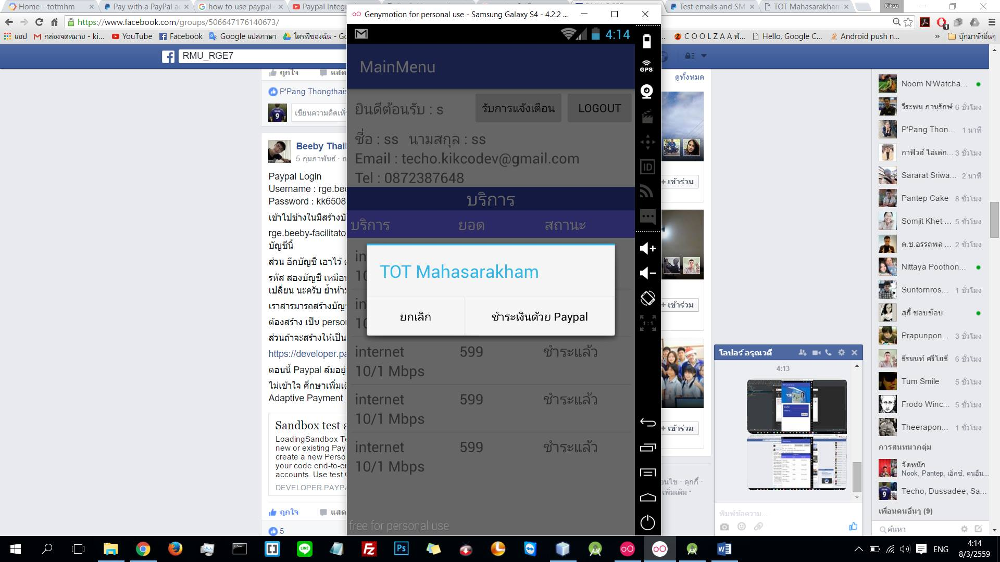 Home - totmhm
Pay with a PayPal a
how to use paypal
Paypal Integr
Test emails and SM
TOT Mahasarakham
Kikco
Genymotion for personal use - Samsung Galaxy S4 - 4.2.2 ...
https://www.facebook.com/groups/506647176140673/
แอป
กล่องจดหมาย - ki...
YouTube
Facebook
Google แปลภาษา
ไดรฟ์ของฉัน - Go
C O O L Z A A ฟ...
Hello, Google C...
Android push n...
»
บุ๊กมาร์กอื่นๆ
RMU_RGE7
ถูกใจ
แสด
P'Pang Thongthais
เขียนความคิดเห็
Beeby Thail
5 กุมภาพันธ์ · ก
Paypal Login
Username : rge.bee
Password : kk6508
เข้าไปข้างในมีสร้างบั
rge.beeby-facilitato
บัญชีนี้
ส่วน อีกบัญชี เอาไว้
รหัส สองบัญชี เหมือ
เปลี่ยน นะครับ ย้ำห้าม
เราสารมารถสร้างบัญ
ต้องสร้าง เป็น person
ส่วนถ้าจะสร้างให้เป็น
https://developer.pa
ตอนนี้ Paypal ล้มอยู่
ไม่เข้าใจ ศึกษาเพิ่มเติ
Adaptive Payment
Sandbox test a
LoadingSandbox Te
new or existing Pay
create a new Perso
your code end-to-er
accounts. Use test
DEVELOPER.PAYPA
ถูกใจ
แสด
5
4:14
MainMenu
ยินดีต้อนรับ : s
รับการแจ้งเตือน
LOGOUT
ชื่อ : ss นามสกุล : ss
Email : techo.kikcodev@gmail.com
Tel : 0872387648
บริการ
บริการ ยอด สถานะ
in
10
in
10
TOT Mahasarakham
ยกเลิก
ชำระเงินด้วย Paypal
internet 599 ชำระแล้ว
10/1 Mbps
internet 599 ชำระแล้ว
10/1 Mbps
internet 599 ชำระแล้ว
10/1 Mbps
free for personal use
GPS
ID
1:1
ดูทั้งหมด
+ เข้าร่วม
+ เข้าร่วม
+ เข้าร่วม
อนไข · คุกกี้ ·
เพิ่มเติม
โอปอร์ อรุณวดี
4:13
พิมพ์ข้อความ...
Noom N'Watcha...
วีระพน ภานุรักษ์ 6 ชั่วโมง
P'Pang Thon... 1 นาที
กาฟิวส์ ไอ่เด่ก... 3 ชั่วโมง
Sararat Sriwa... 2 นาที
Pantep Cake 8 ชั่วโมง
Somjit Khet-... 5 ชั่วโมง
ด.ช.อรรถพล ... 2 ชั่วโมง
Nittaya Poothon...
Suntornros... 1 ชั่วโมง
สุกี้ ชอบช๊อบ
Prapunpon... 3 ชั่วโมง
ธีรนนท์ ศรีโยธี 6 ชั่วโมง
Tum Smile 5 ชั่วโมง
Frodo Winc... 5 ชั่วโมง
Theerapon... 1 ชั่วโมง
การสนทนากลุ่ม
จัดหนัก
Nook, Pantep, เอ็กซ์, คนอื่น...
Techo, Dussadee, Sa...
เพื่อนคนอื่นๆ (9)
ค้นหา
LINE
Fz
Ps
ENG
4:14
8/3/2559